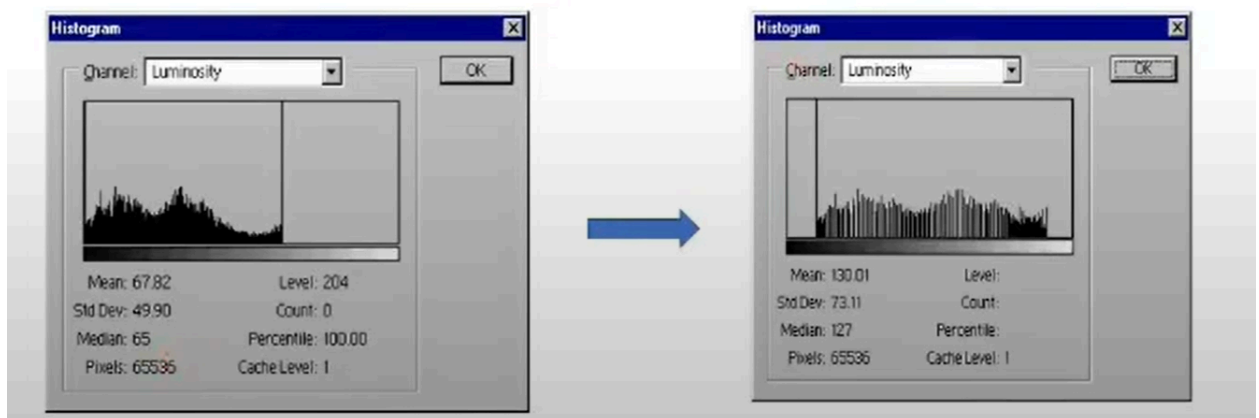 Histogram
Channel: Luminosity
OK
Mean: 67.82 Level: 204
Std Dev: 49.90 Count: 0
Median: 65 Percentile: 100.00
Pixels: 65536 Cache Level: 1
Histogram
Channel: Luminosity
OK
Mean: 130.01 Level:
Std Dev: 73.11 Count:
Median: 127 Percentile:
Pixels: 65536 Cache Level: 1